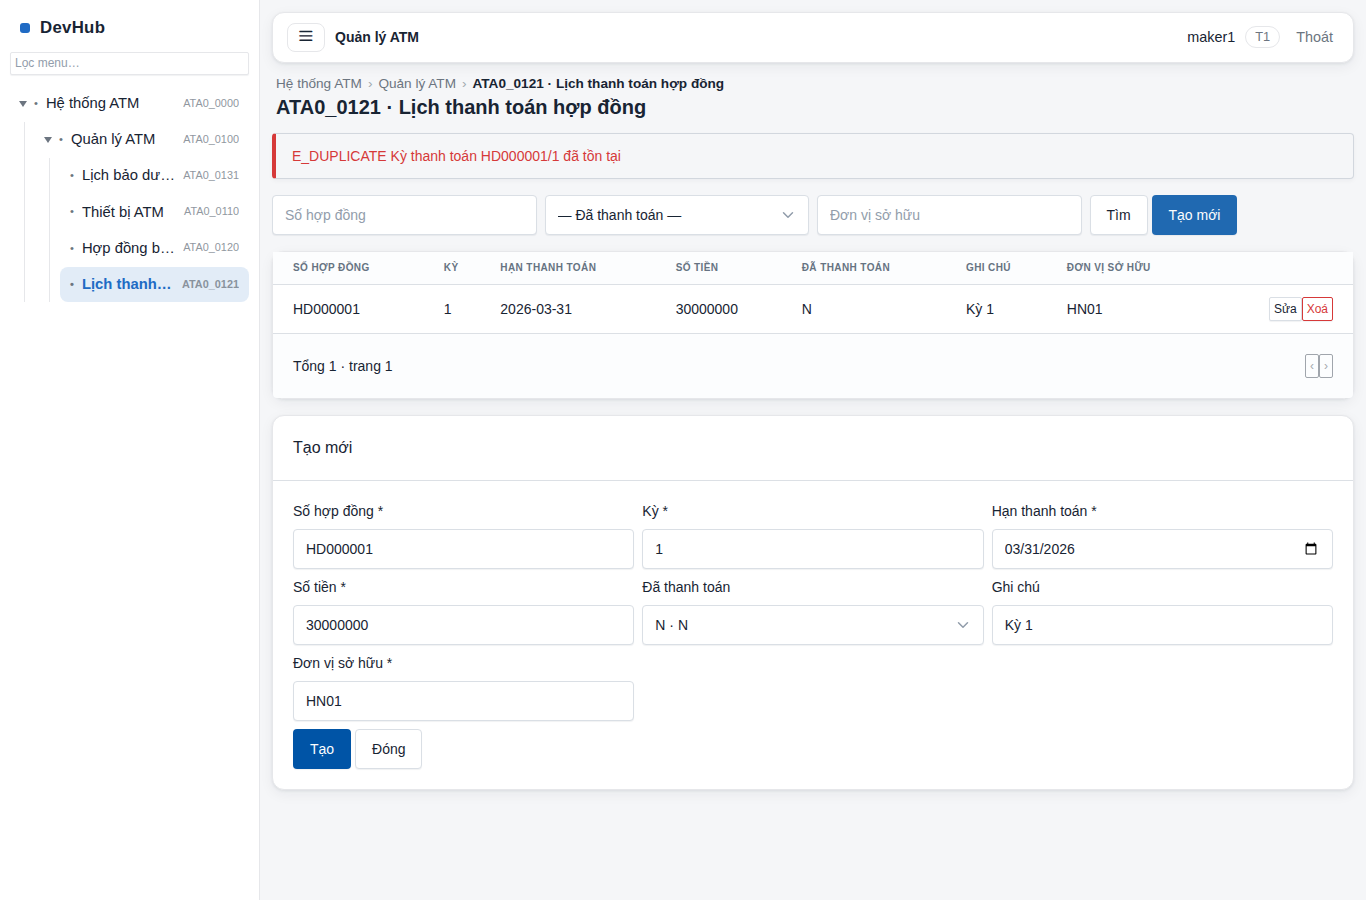 DevHub
Lọc menu…
Hệ thống ATM ATA0_0000
Quản lý ATM ATA0_0100
Lịch bảo dư… ATA0_0131
Thiết bị ATM ATA0_0110
Hợp đồng b… ATA0_0120
Lịch thanh… ATA0_0121
Quản lý ATM
maker1 T1 Thoát
Hệ thống ATM › Quản lý ATM › ATA0_0121 · Lịch thanh toán hợp đồng
ATA0_0121 · Lịch thanh toán hợp đồng
E_DUPLICATE Kỳ thanh toán HD000001/1 đã tồn tại
Số hợp đồng — Đã thanh toán — Đơn vị sở hữu Tìm Tạo mới
SỐ HỢP ĐỒNG KỲ HẠN THANH TOÁN SỐ TIỀN ĐÃ THANH TOÁN GHI CHÚ ĐƠN VỊ SỞ HỮU
HD000001 1 2026-03-31 30000000 N Kỳ 1 HN01 Sửa Xoá
Tổng 1 · trang 1 ‹ ›
Tạo mới
Số hợp đồng * Kỳ * Hạn thanh toán *
HD000001 1 03/31/2026
Số tiền * Đã thanh toán Ghi chú
30000000 N · N Kỳ 1
Đơn vị sở hữu *
HN01
Tạo Đóng